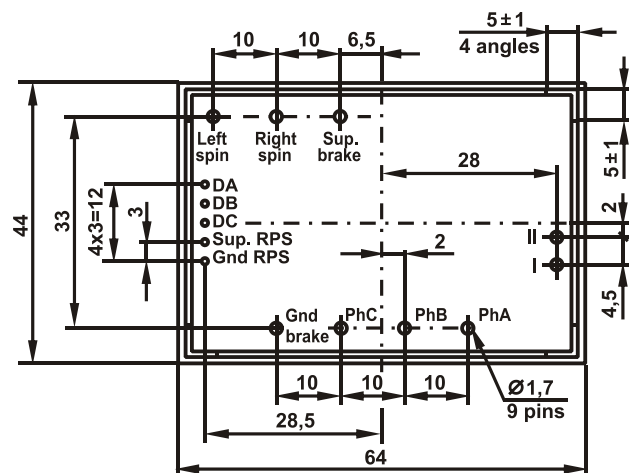 10
10
6,5
5±1
4 angles
Left
spin
Right
spin
Sup.
brake
5±1
28
DA
DB
DC
Sup. RPS
Gnd RPS
4x3=12
3
33
44
2
II
I
2
4,5
Gnd
brake
PhC
PhB
PhA
10
10
10
Ø1,7
9 pins
28,5
64